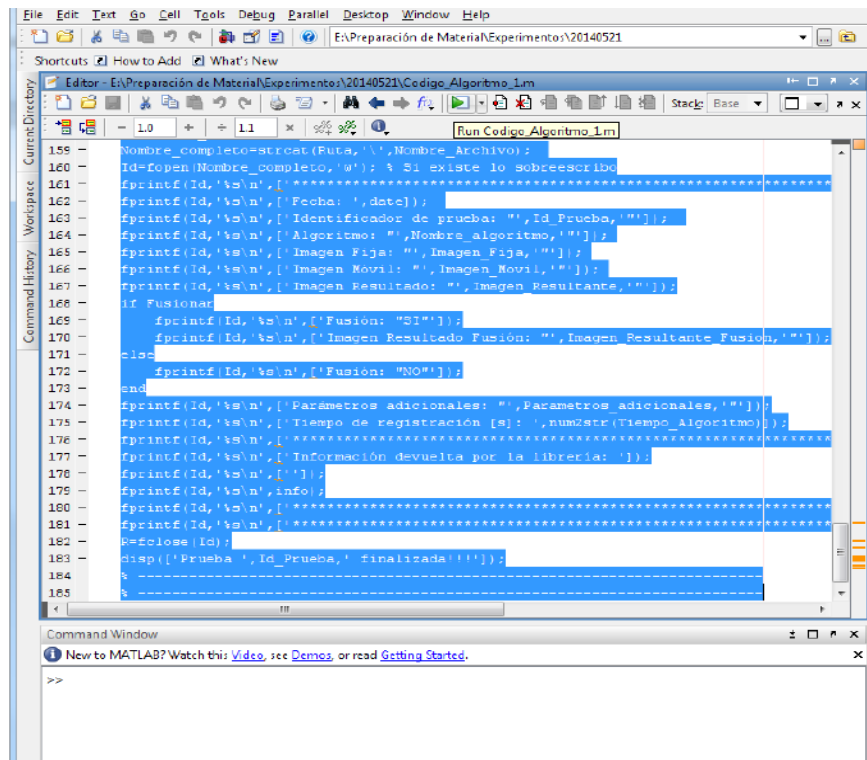 File Edit Text Go Cell Tools Debug Parallel Desktop Window Help
E:\Preparación de Material\Experimentos\20140521
Shortcuts How to Add What's New
Editor - E:\Preparación de Material\Experimentos\20140521\Codigo_Algoritmo_1.m
Stack: Base
1.0 1.1
Run Codigo_Algoritmo_1.m
Current Directory
Workspace
Command History
159 Nombre_completo=strcat(Ruta,'\',Nombre_Archivo);
160 Id=fopen(Nombre_completo,'w'); % Si existe lo sobreescribo
161 fprintf(Id,'%s\n',['**********************************************************************
162 fprintf(Id,'%s\n',['Fecha: ',date]);
163 fprintf(Id,'%s\n',['Identificador de prueba: "',Id_Prueba,'"']);
164 fprintf(Id,'%s\n',['Algoritmo: "',Nombre_algoritmo,'"']);
165 fprintf(Id,'%s\n',['Imagen Fija: "',Imagen_Fija,'"']);
166 fprintf(Id,'%s\n',['Imagen Movil: "',Imagen_Movil,'"']);
167 fprintf(Id,'%s\n',['Imagen Resultado: "',Imagen_Resultante,'"']);
168 if Fusionar
169 fprintf(Id,'%s\n',['Fusión: "SI"']);
170 fprintf(Id,'%s\n',['Imagen Resultado Fusión: "',Imagen_Resultante_Fusion,'"']);
171 else
172 fprintf(Id,'%s\n',['Fusión: "NO"']);
173 end
174 fprintf(Id,'%s\n',['Parámetros adicionales: "',Parametros_adicionales,'"']);
175 fprintf(Id,'%s\n',['Tiempo de registración [s]: ',num2str(Tiempo_Algoritmo)]);
176 fprintf(Id,'%s\n',['**********************************************************************
177 fprintf(Id,'%s\n',['Información devuelta por la librería: ']);
178 fprintf(Id,'%s\n',['']);
179 fprintf(Id,'%s\n',info);
180 fprintf(Id,'%s\n',['**********************************************************************
181 fprintf(Id,'%s\n',['**********************************************************************
182 R=fclose(Id);
183 disp(['Prueba ',Id_Prueba,' finalizada!!!']);
184 % ----------------------------------------------------------------------
185 % ----------------------------------------------------------------------
Command Window
New to MATLAB? Watch this Video, see Demos, or read Getting Started.
>>